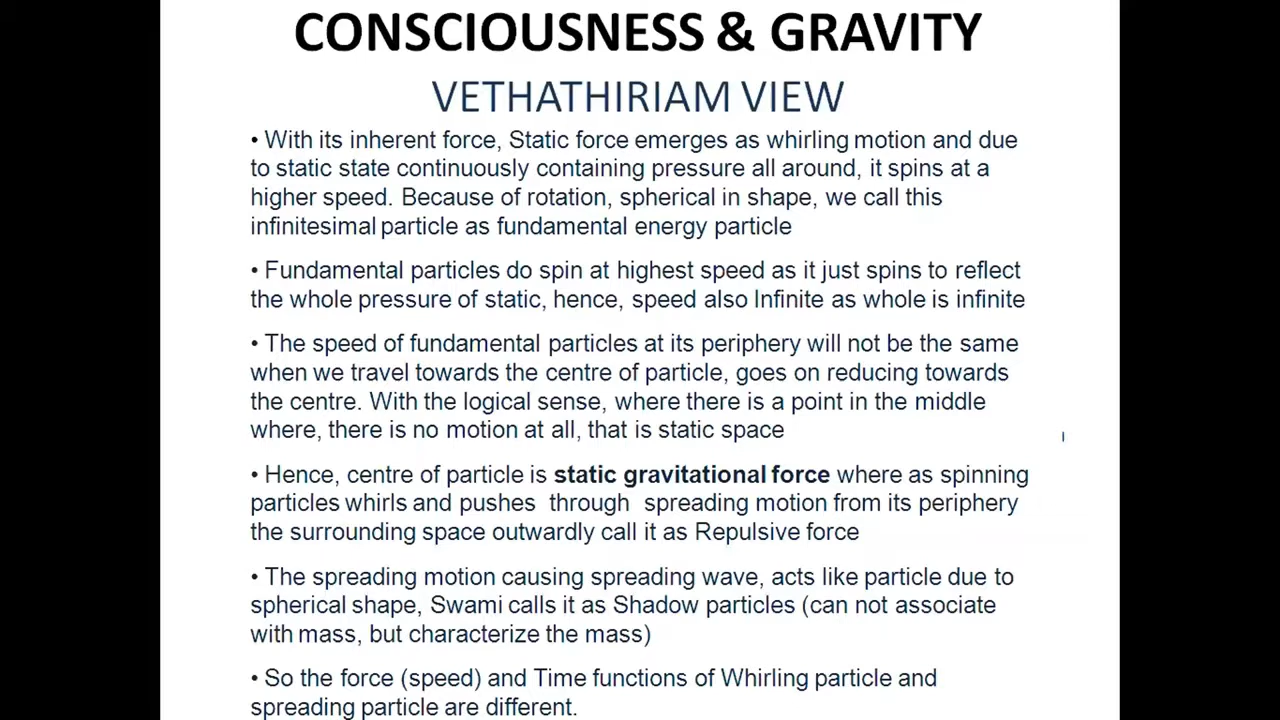 CONSCIOUSNESS & GRAVITY
VETHATHIRIAM VIEW
• With its inherent force, Static force emerges as whirling motion and due
to static state continuously containing pressure all around, it spins at a
higher speed. Because of rotation, spherical in shape, we call this
infinitesimal particle as fundamental energy particle
• Fundamental particles do spin at highest speed as it just spins to reflect
the whole pressure of static, hence, speed also Infinite as whole is infinite
• The speed of fundamental particles at its periphery will not be the same
when we travel towards the centre of particle, goes on reducing towards
the centre. With the logical sense, where there is a point in the middle
where, there is no motion at all, that is static space
• Hence, centre of particle is static gravitational force where as spinning
particles whirls and pushes through spreading motion from its periphery
the surrounding space outwardly call it as Repulsive force
• The spreading motion causing spreading wave, acts like particle due to
spherical shape, Swami calls it as Shadow particles (can not associate
with mass, but characterize the mass)
• So the force (speed) and Time functions of Whirling particle and
spreading particle are different.